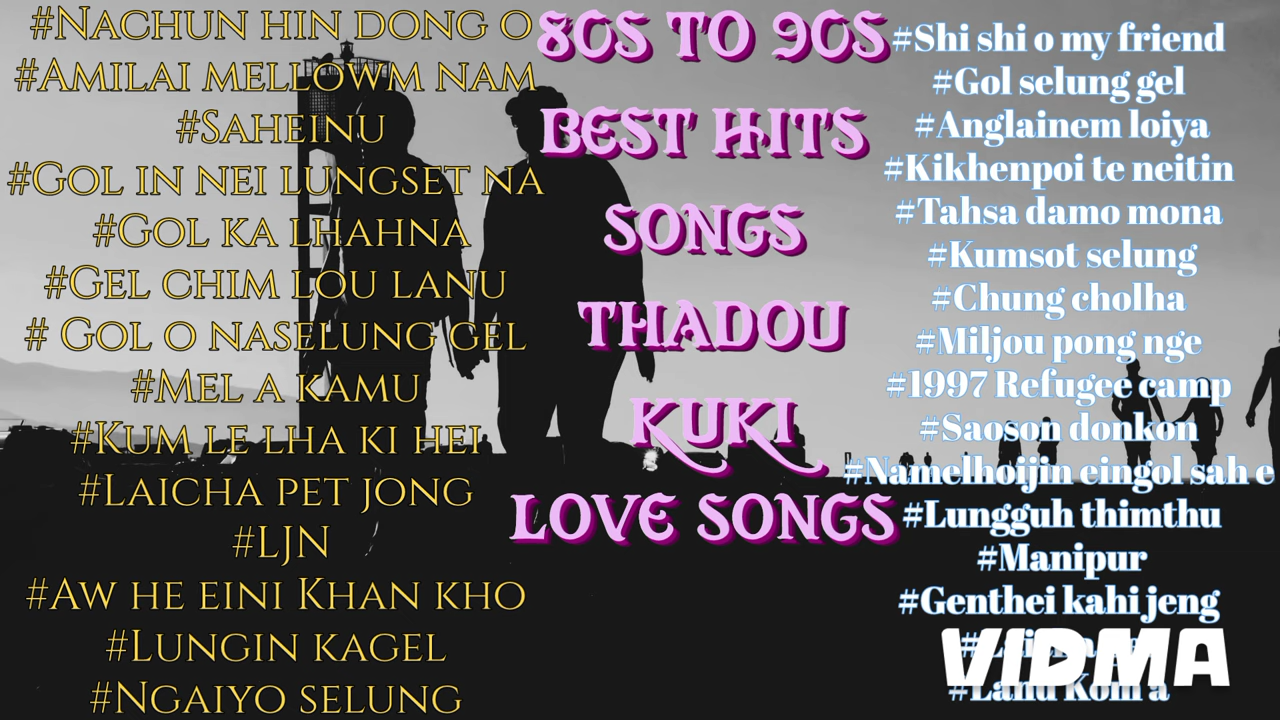 #Nachun hin dong o
#Amilai mellowm nam
#Saheinu
#Gol in nei lungset na
#Gol ka lhahna
#Gel chim lou lanu
# Gol o naselung gel
#Mel a kamu
#Kum le lha ki hei
#Laicha pet jong
#LJN
#Aw he eini Khan kho
#Lungin kagel
#Ngaiyo selung
80s to 90s
Best Hits
Songs
Thadou
Kuki
Love Songs
#Shi shi o my friend
#Gol selung gel
#Anglainem loiya
#Kikhenpoi te neitin
#Tahsa damo mona
#Kumsot selung
#Chung cholha
#Miljou pong nge
#1997 Refugee camp
#Saoson donkon
#Namelhoijin eingol sah e
#Lungguh thimthu
#Manipur
#Genthei kahi jeng
#Lanu Kom a
VIDMA